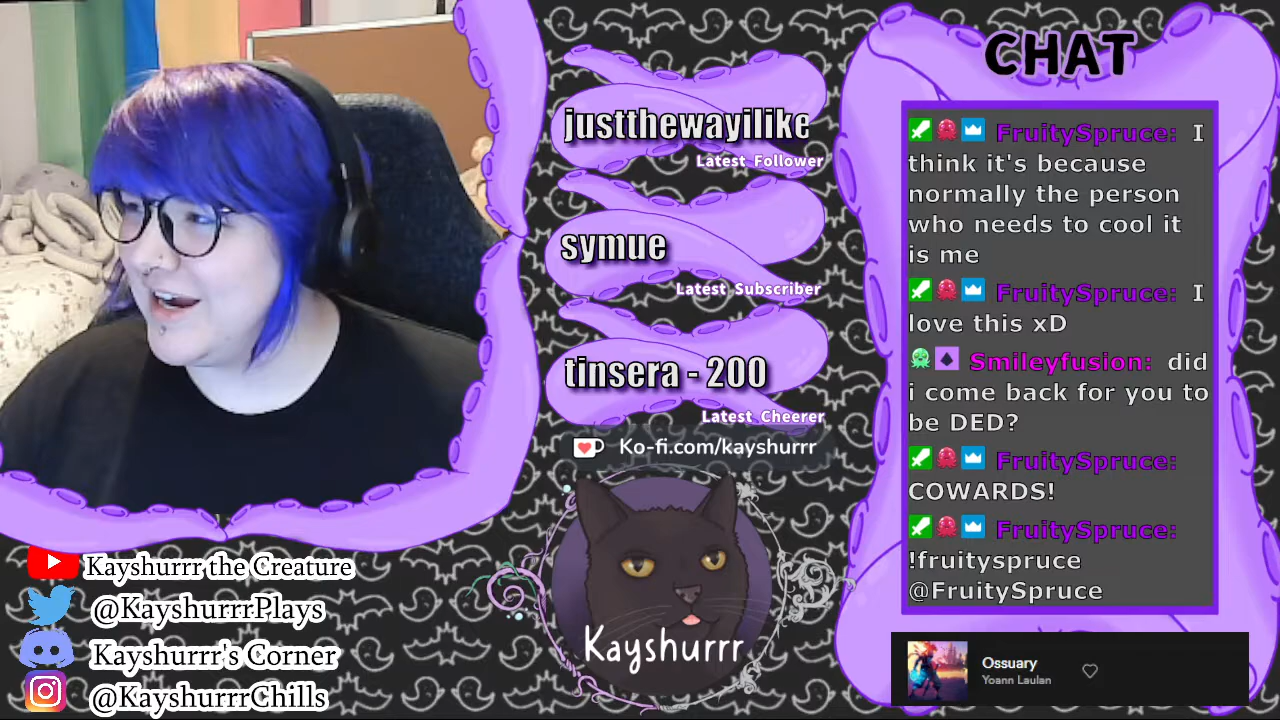 CHAT
justthewayilike
Latest Follower
symue
Latest Subscriber
tinsera - 200
Latest Cheerer
Ko-fi.com/kayshurrr
Kayshurrr
Kayshurrr the Creature
@KayshurrrPlays
Kayshurrr's Corner
@KayshurrrChills
FruitySpruce: I
think it's because
normally the person
who needs to cool it
is me
FruitySpruce: I
love this xD
Smileyfusion: did
i come back for you to
be DED?
FruitySpruce:
COWARDS!
FruitySpruce:
!fruityspruce
@FruitySpruce
Ossuary
Yoann Laulan